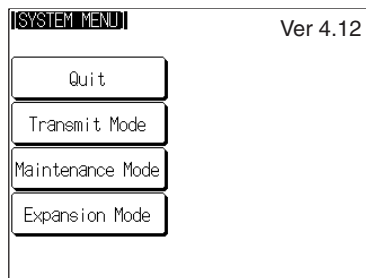 [SYSTEM MENU]
Ver 4.12
Quit
Transmit Mode
Maintenance Mode
Expansion Mode